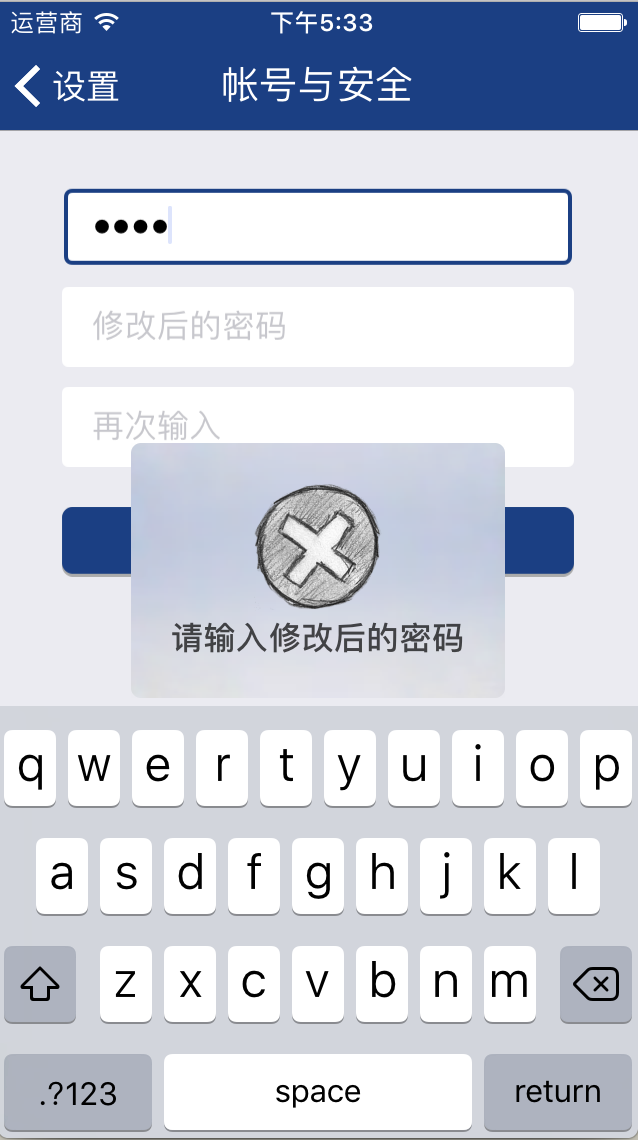 运营商 下午5:33
设置 帐号与安全
••••
修改后的密码
再次输入
请输入修改后的密码
q w e r t y u i o p
a s d f g h j k l
z x c v b n m
.?123 space return